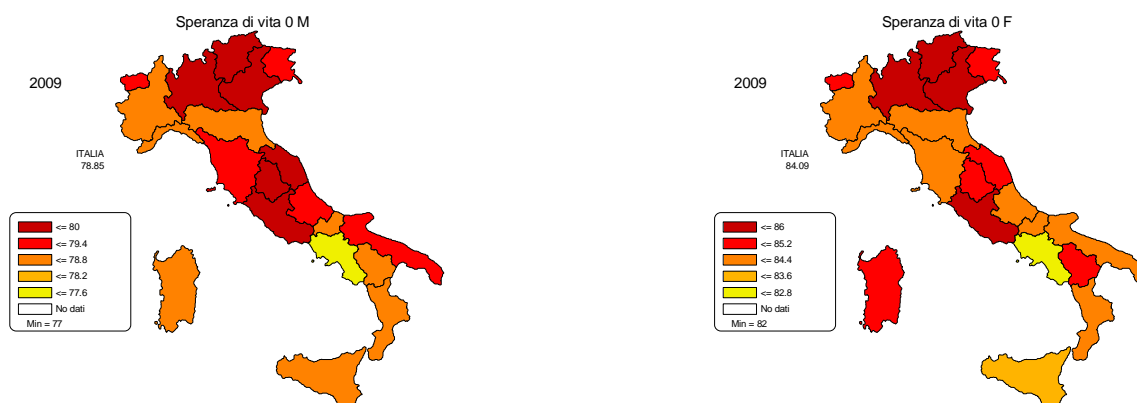 Speranza di vita 0 M
2009
ITALIA
78.85
<= 80
<= 79.4
<= 78.8
<= 78.2
<= 77.6
No dati
Min = 77
Speranza di vita 0 F
2009
ITALIA
84.09
<= 86
<= 85.2
<= 84.4
<= 83.6
<= 82.8
No dati
Min = 82